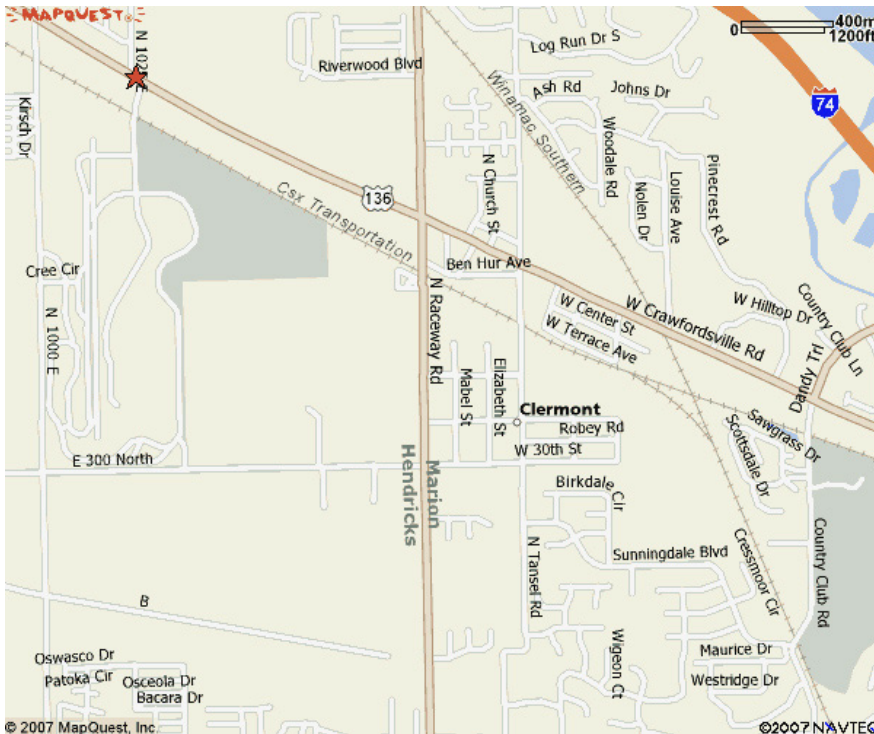 MAPQUEST
400m
0
1200ft
N 102
Log Run Dr S
Riverwood Blvd
Winamac Southern
Ash Rd
Johns Dr
74
Kirsch Dr
Woodale Rd
Pinecrest Rd
N Church St
Nolen Dr
Louise Ave
136
Csx Transportation
Ben Hur Ave
Cree Cir
N Raceway Rd
W Center St
W Crawfordsville Rd
W Hilltop Dr
Country Club Ln
N 1000 E
W Terrace Ave
Dandy Trl
Mabel St
Elizabeth St
Clermont
Robey Rd
Sawgrass Dr
Scottsdale Dr
E 300 North
W 30th St
Marion
Hendricks
Birkdale Cir
N Tansel Rd
Sunningdale Blvd
Cressmoor Cir
Country Club Rd
B
Oswasco Dr
Patoka Cir
Osceola Dr
Bacara Dr
Wigeon Ct
Maurice Dr
Westridge Dr
© 2007 MapQuest, Inc.
©2007 NAVTEQ